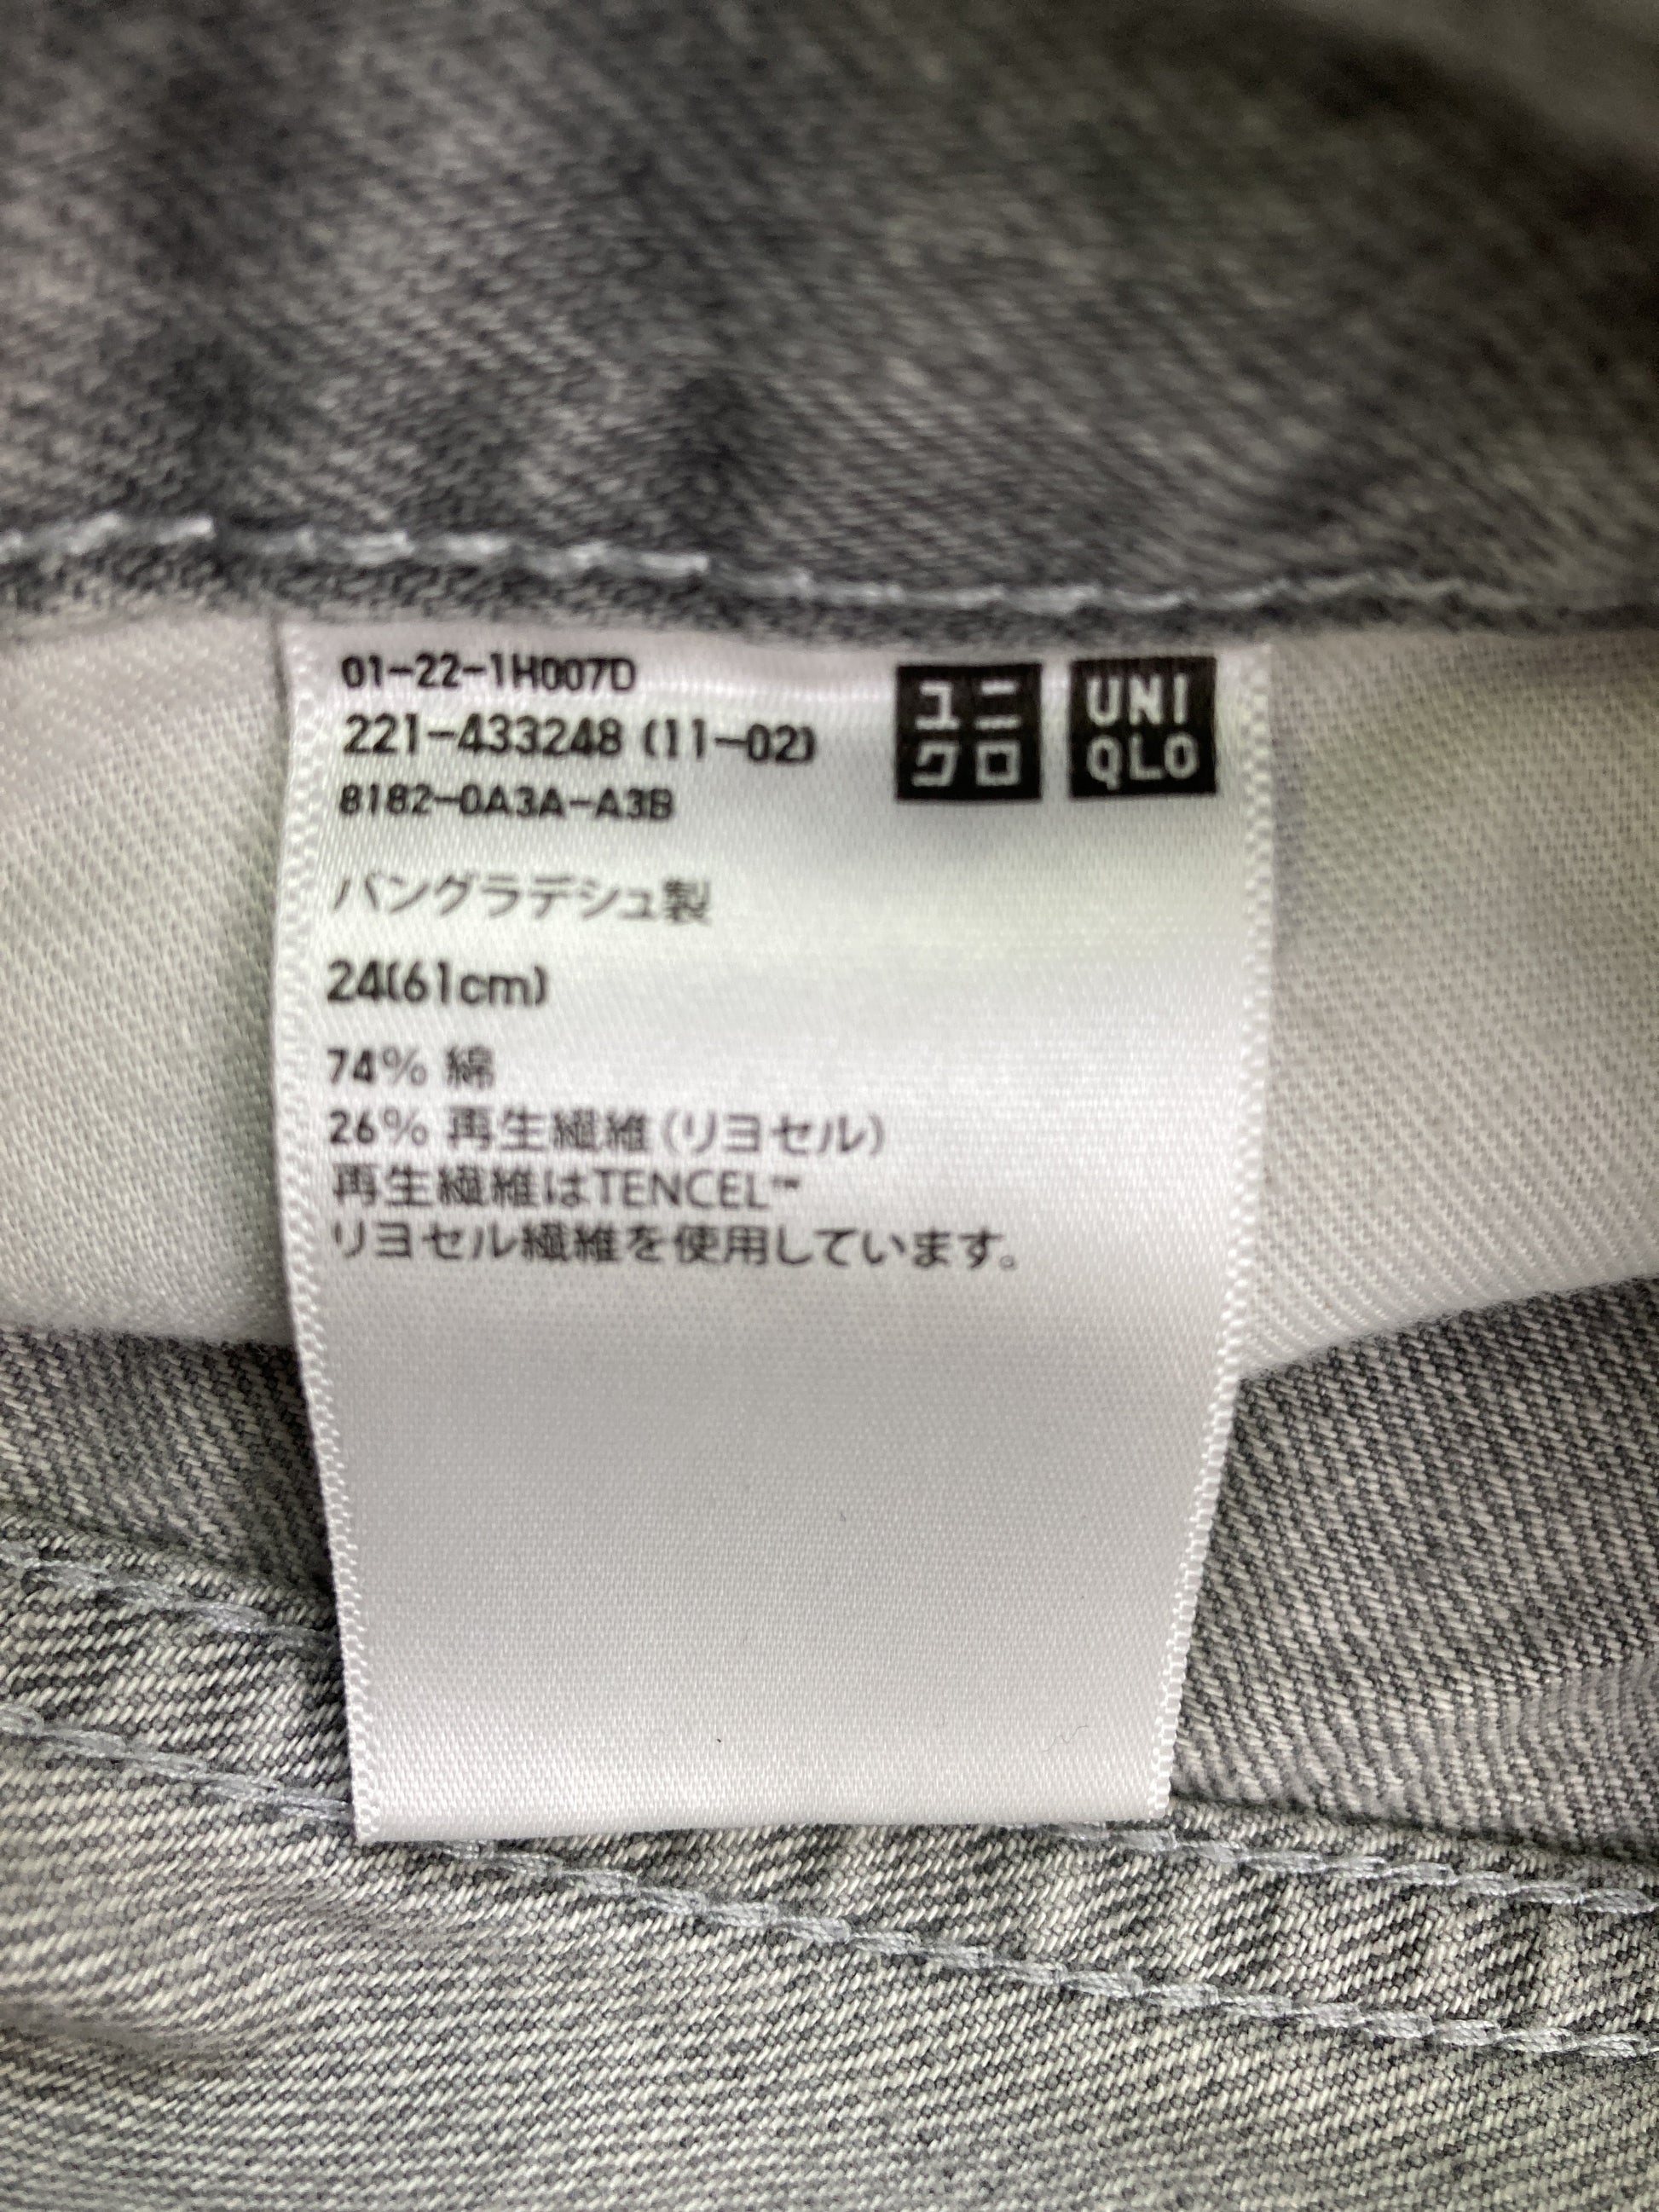 01-22-1H007D
221-433248 (11-02)
8182-0A3A-A3B
ユニ
クロ
UNI
QLO
バングラデシュ製
24(61cm)
74% 綿
26% 再生繊維(リヨセル)
再生繊維はTENCEL™
リヨセル繊維を使用しています。